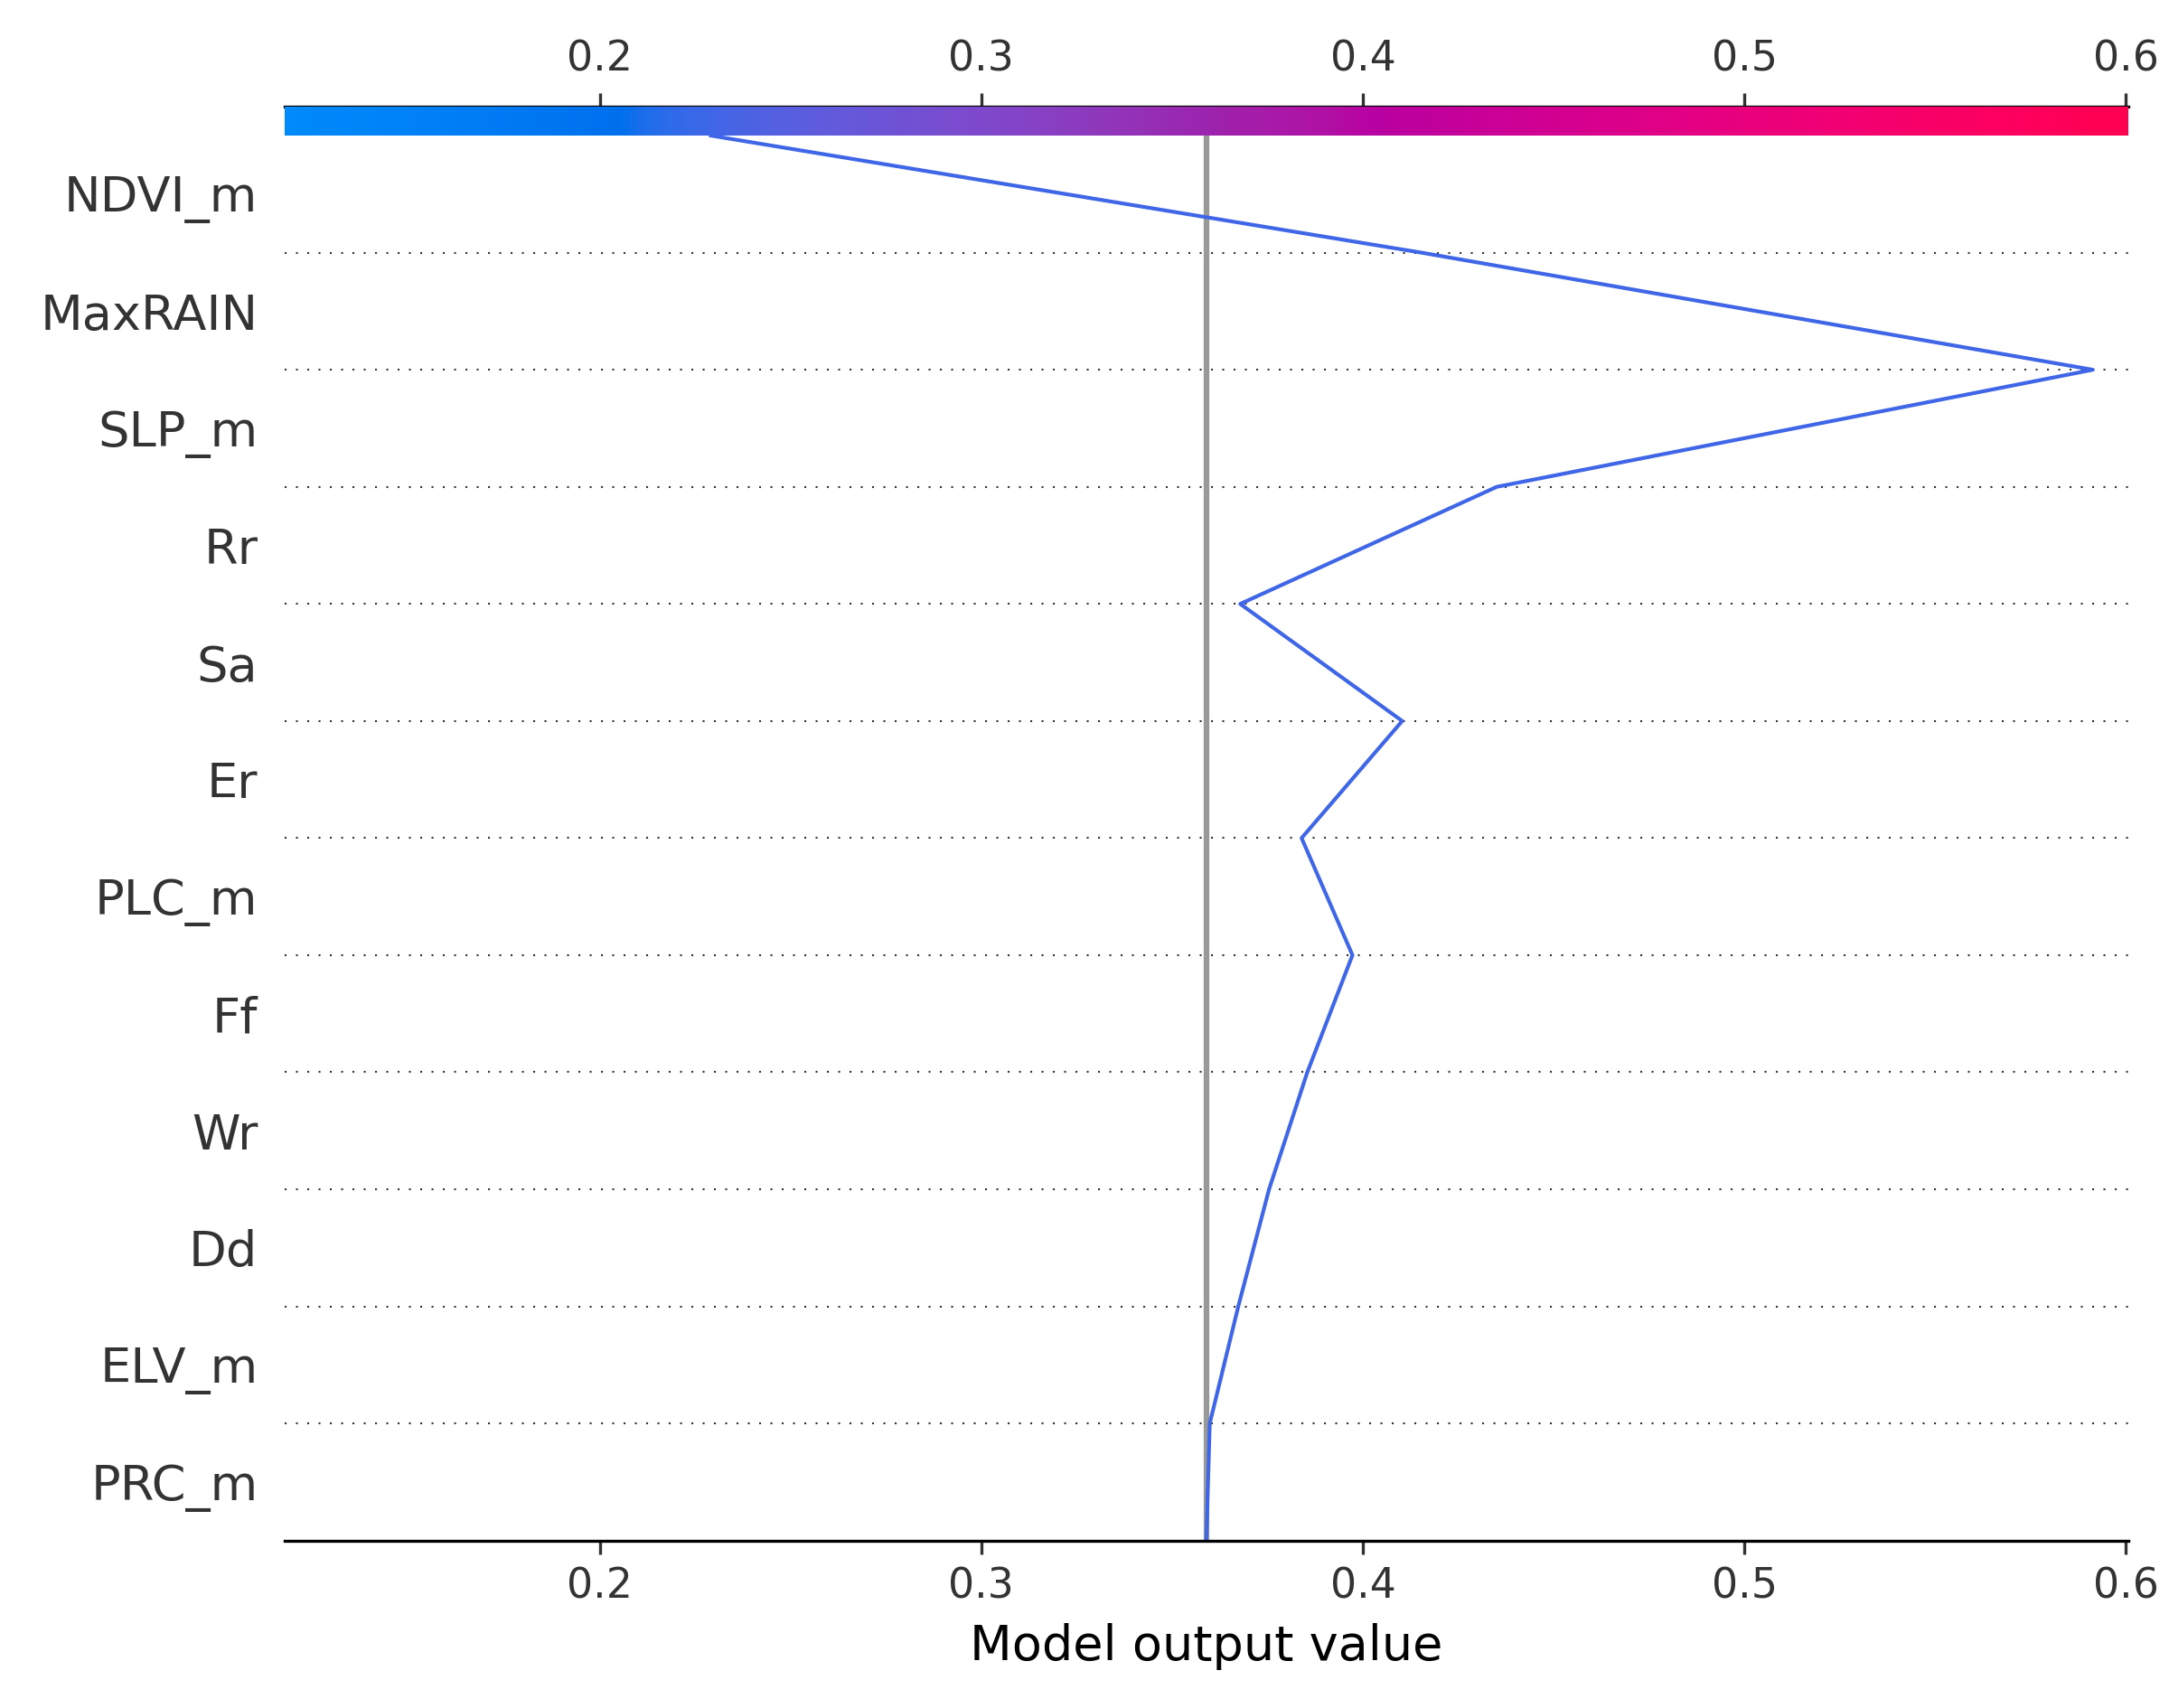 0.2 0.3 0.4 0.5 0.6
NDVI_m
MaxRAIN
SLP_m
Rr
Sa
Er
PLC_m
Ff
Wr
Dd
ELV_m
PRC_m
0.2 0.3 0.4 0.5 0.6
Model output value